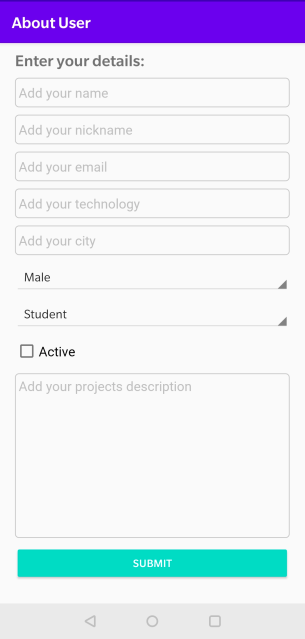 About User
Enter your details:
Add your name
Add your nickname
Add your email
Add your technology
Add your city
Male
Student
Active
Add your projects description
SUBMIT